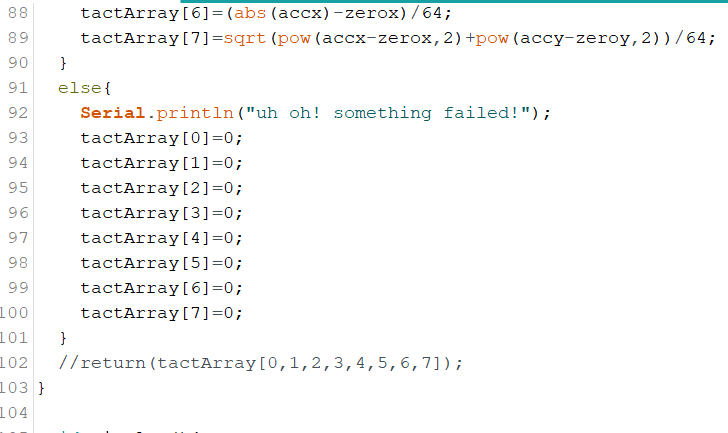 88 tactArray[6]=(abs(accx)-zerox)/64;
89 tactArray[7]=sqrt(pow(accx-zerox,2)+pow(accy-zeroy,2))/64;
90 }
91 else{
92 Serial.println("uh oh! something failed!");
93 tactArray[0]=0;
94 tactArray[1]=0;
95 tactArray[2]=0;
96 tactArray[3]=0;
97 tactArray[4]=0;
98 tactArray[5]=0;
99 tactArray[6]=0;
100 tactArray[7]=0;
101 }
102 //return(tactArray[0,1,2,3,4,5,6,7]);
103 }
104